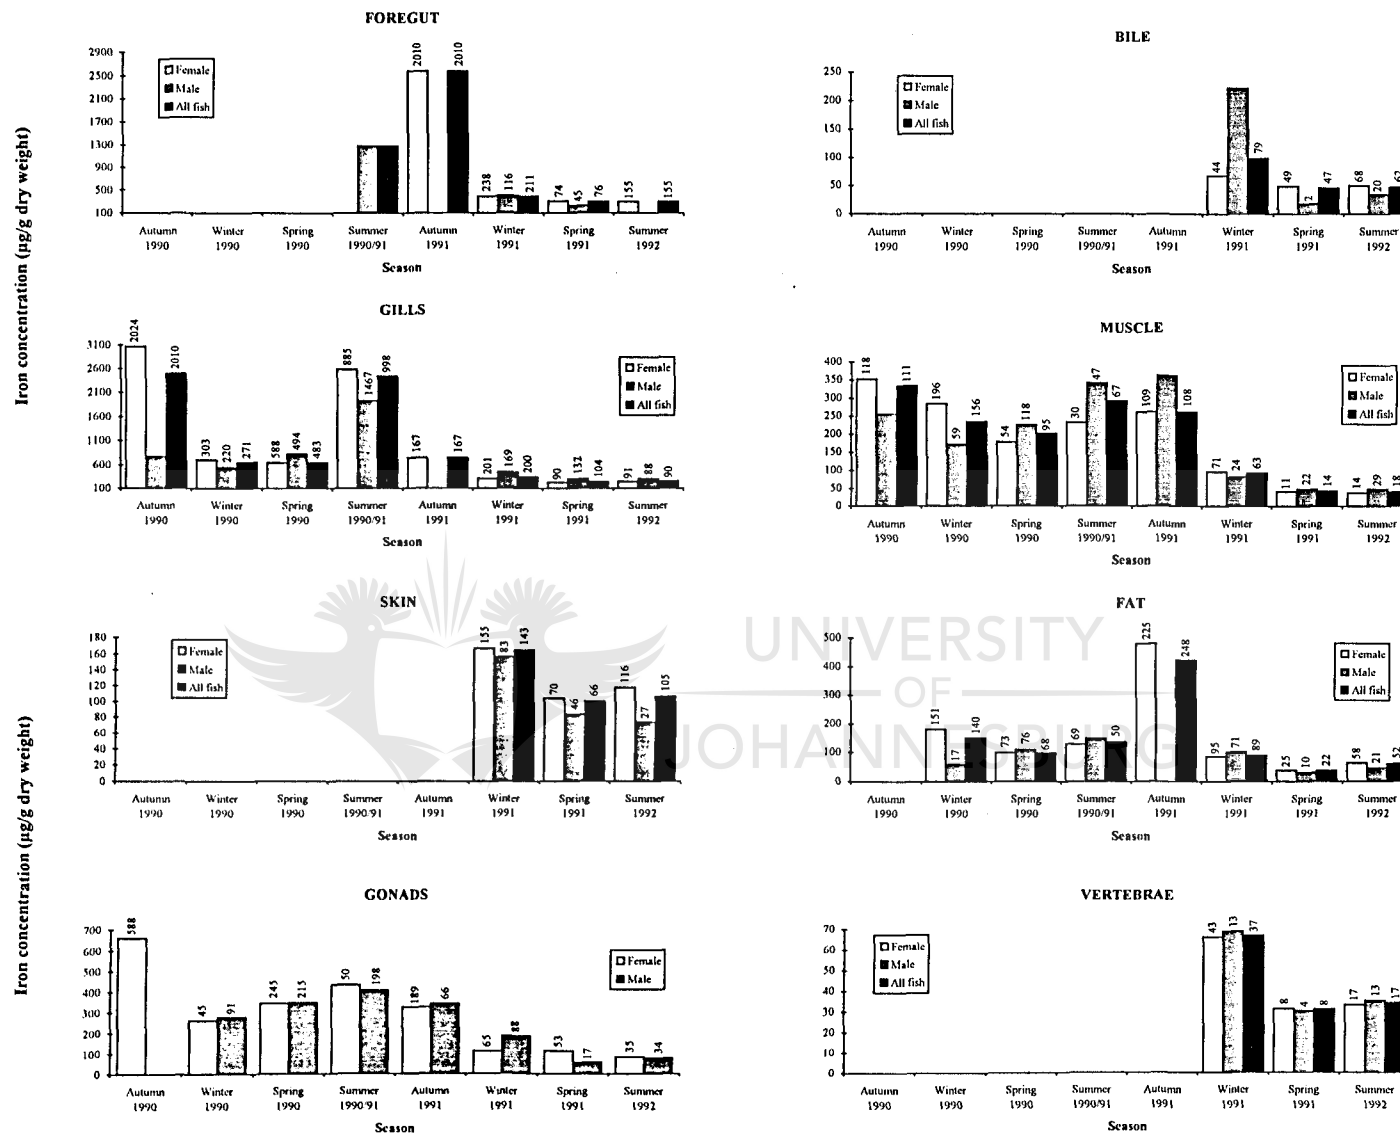 FOREGUT
Iron concentration (µg/g dry weight)
2900
2500
2100
1700
1300
900
500
100
Female
Male
All fish
2010 2010
238 116 211
74 45 76
155 155
Autumn Winter Spring Summer Autumn Winter Spring Summer
1990 1990 1990 1990/91 1991 1991 1991 1992
Season
BILE
250
200
150
100
50
0
Female
Male
All fish
44 79
49 2 47
68 20 62
Autumn Winter Spring Summer Autumn Winter Spring Summer
1990 1990 1990 1990/91 1991 1991 1991 1992
Season
GILLS
3100
2600
2100
1600
1100
600
100
Female
Male
All fish
2024 2010
303 220 271
588 494 483
885 1467 998
167 167
201 169 200
90 132 104
91 88 90
Autumn Winter Spring Summer Autumn Winter Spring Summer
1990 1990 1990 1990/91 1991 1991 1991 1992
Season
MUSCLE
400
350
300
250
200
150
100
50
0
Female
Male
All fish
118 111
196 59 156
54 118 95
30 47 67
109 108
71 24 63
11 22 14
14 29 18
Autumn Winter Spring Summer Autumn Winter Spring Summer
1990 1990 1990 1990/91 1991 1991 1991 1992
Season
UNIVERSITY
OF
JOHANNESBURG
SKIN
Iron concentration (µg/g dry weight)
180
160
140
120
100
80
60
40
20
0
Female
Male
All fish
155 83 143
70 46 66
116 27 105
Autumn Winter Spring Summer Autumn Winter Spring Summer
1990 1990 1990 1990/91 1991 1991 1991 1992
Season
FAT
500
400
300
200
100
0
Female
Male
All fish
151 17 140
73 76 68
69 50
225 248
95 71 89
25 10 22
58 21 52
Autumn Winter Spring Summer Autumn Winter Spring Summer
1990 1990 1990 1990/91 1991 1991 1991 1992
Season
GONADS
700
600
500
400
300
200
100
0
Female
Male
588
45 91
245 215
50 198
189 66
65 88
53 17
35 34
Autumn Winter Spring Summer Autumn Winter Spring Summer
1990 1990 1990 1990/91 1991 1991 1991 1992
Season
VERTEBRAE
70
60
50
40
30
20
10
0
Female
Male
All fish
43 13 37
8 4 8
17 13 17
Autumn Winter Spring Summer Autumn Winter Spring Summer
1990 1990 1990 1990/91 1991 1991 1991 1992
Season